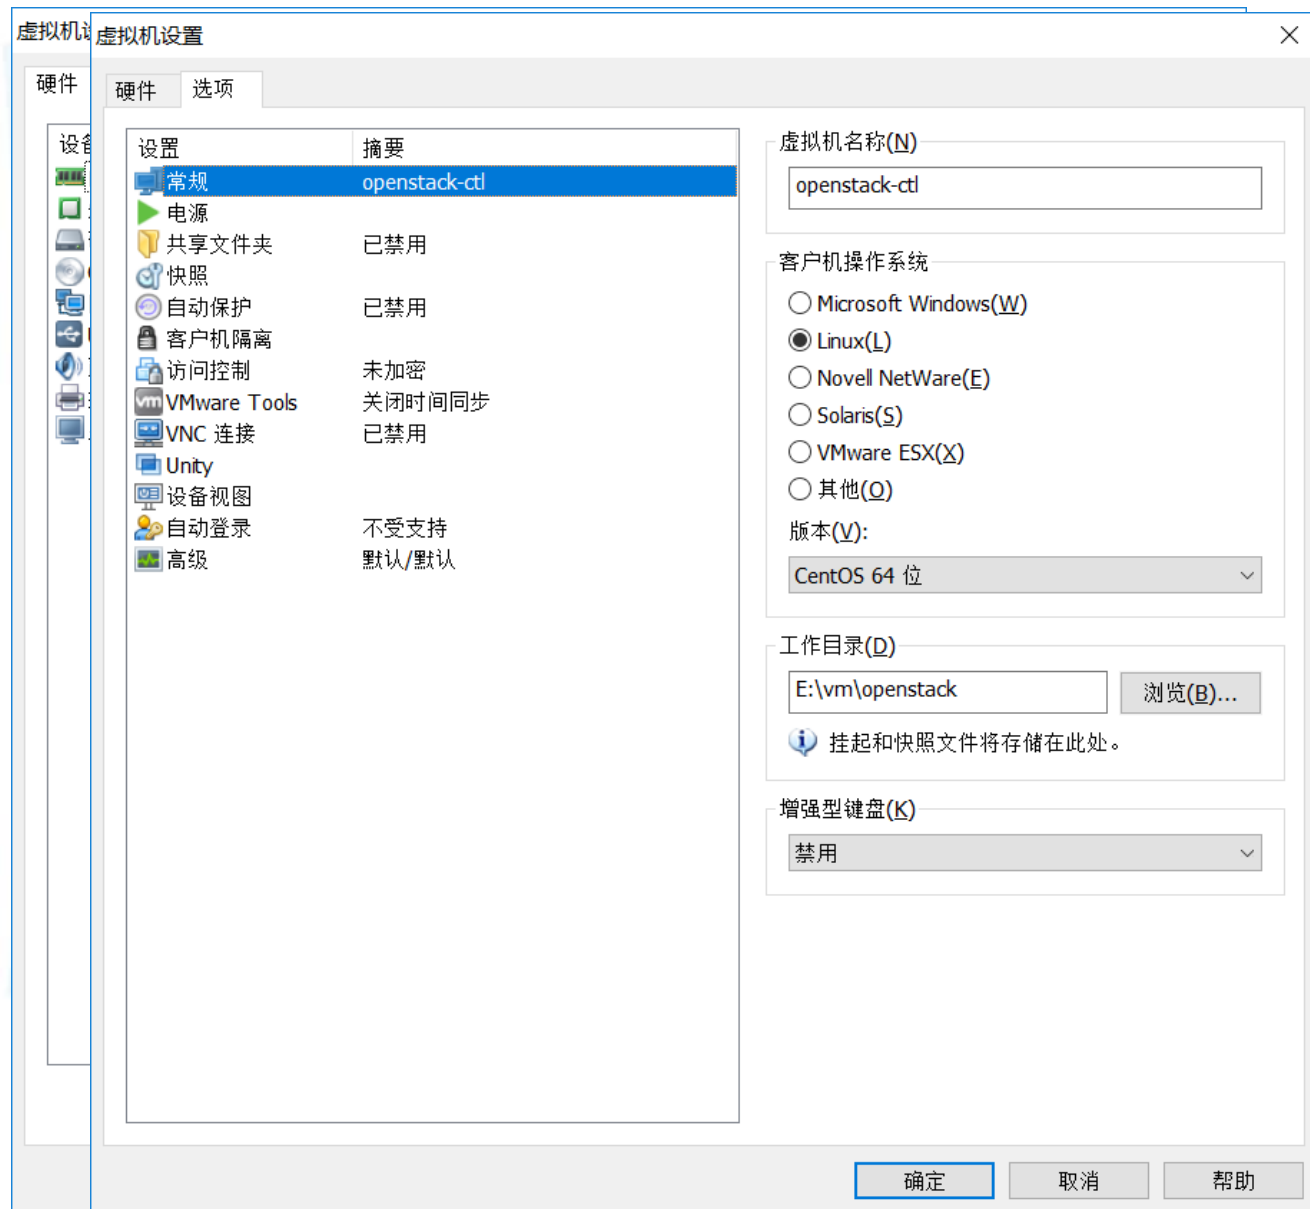 虚拟机设置
硬件 选项
硬件
设置 摘要
常规 openstack-ctl
电源
共享文件夹 已禁用
快照
自动保护 已禁用
客户机隔离
访问控制 未加密
VMware Tools 关闭时间同步
VNC 连接 已禁用
Unity
设备视图
自动登录 不受支持
高级 默认/默认
虚拟机名称(N)
openstack-ctl
客户机操作系统
Microsoft Windows(W)
Linux(L)
Novell NetWare(E)
Solaris(S)
VMware ESX(X)
其他(O)
版本(V):
CentOS 64 位
工作目录(D)
E:\vm\openstack
浏览(B)...
挂起和快照文件将存储在此处。
增强型键盘(K)
禁用
确定 取消 帮助